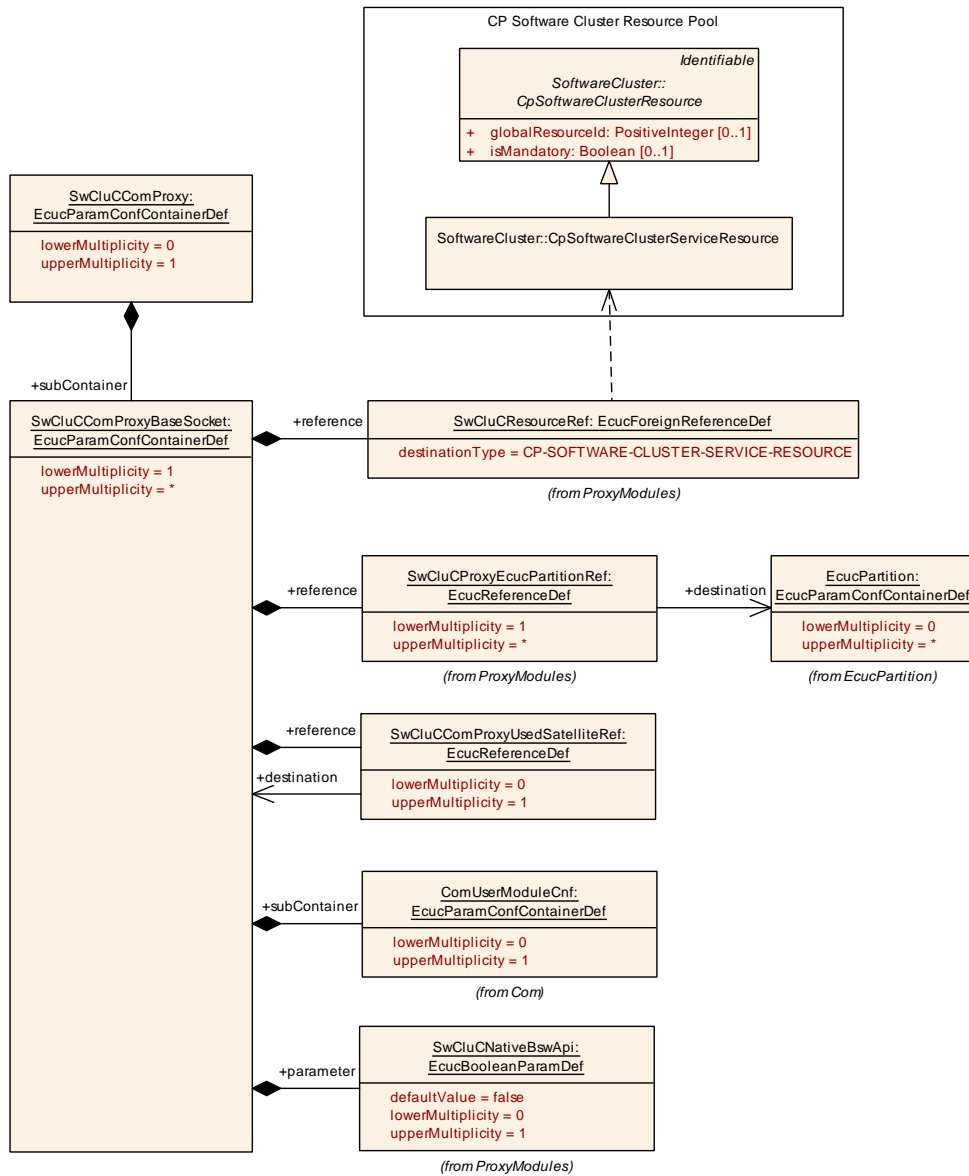 CP Software Cluster Resource Pool
Identifiable
SoftwareCluster::
CpSoftwareClusterResource
+ globalResourceId: PositiveInteger [0..1]
+ isMandatory: Boolean [0..1]
SwCluCComProxy:
EcucParamConfContainerDef
lowerMultiplicity = 0
upperMultiplicity = 1
SoftwareCluster::CpSoftwareClusterServiceResource
+subContainer
SwCluCComProxyBaseSocket:
EcucParamConfContainerDef
lowerMultiplicity = 1
upperMultiplicity = *
+reference
SwCluCResourceRef: EcucForeignReferenceDef
destinationType = CP-SOFTWARE-CLUSTER-SERVICE-RESOURCE
(from ProxyModules)
+reference
SwCluCProxyEcucPartitionRef:
EcucReferenceDef
lowerMultiplicity = 1
upperMultiplicity = *
(from ProxyModules)
+destination
EcucPartition:
EcucParamConfContainerDef
lowerMultiplicity = 0
upperMultiplicity = *
(from EcucPartition)
+reference
SwCluCComProxyUsedSatelliteRef:
EcucReferenceDef
+destination
lowerMultiplicity = 0
upperMultiplicity = 1
+subContainer
ComUserModuleCnf:
EcucParamConfContainerDef
lowerMultiplicity = 0
upperMultiplicity = 1
(from Com)
+parameter
SwCluCNativeBswApi:
EcucBooleanParamDef
defaultValue = false
lowerMultiplicity = 0
upperMultiplicity = 1
(from ProxyModules)